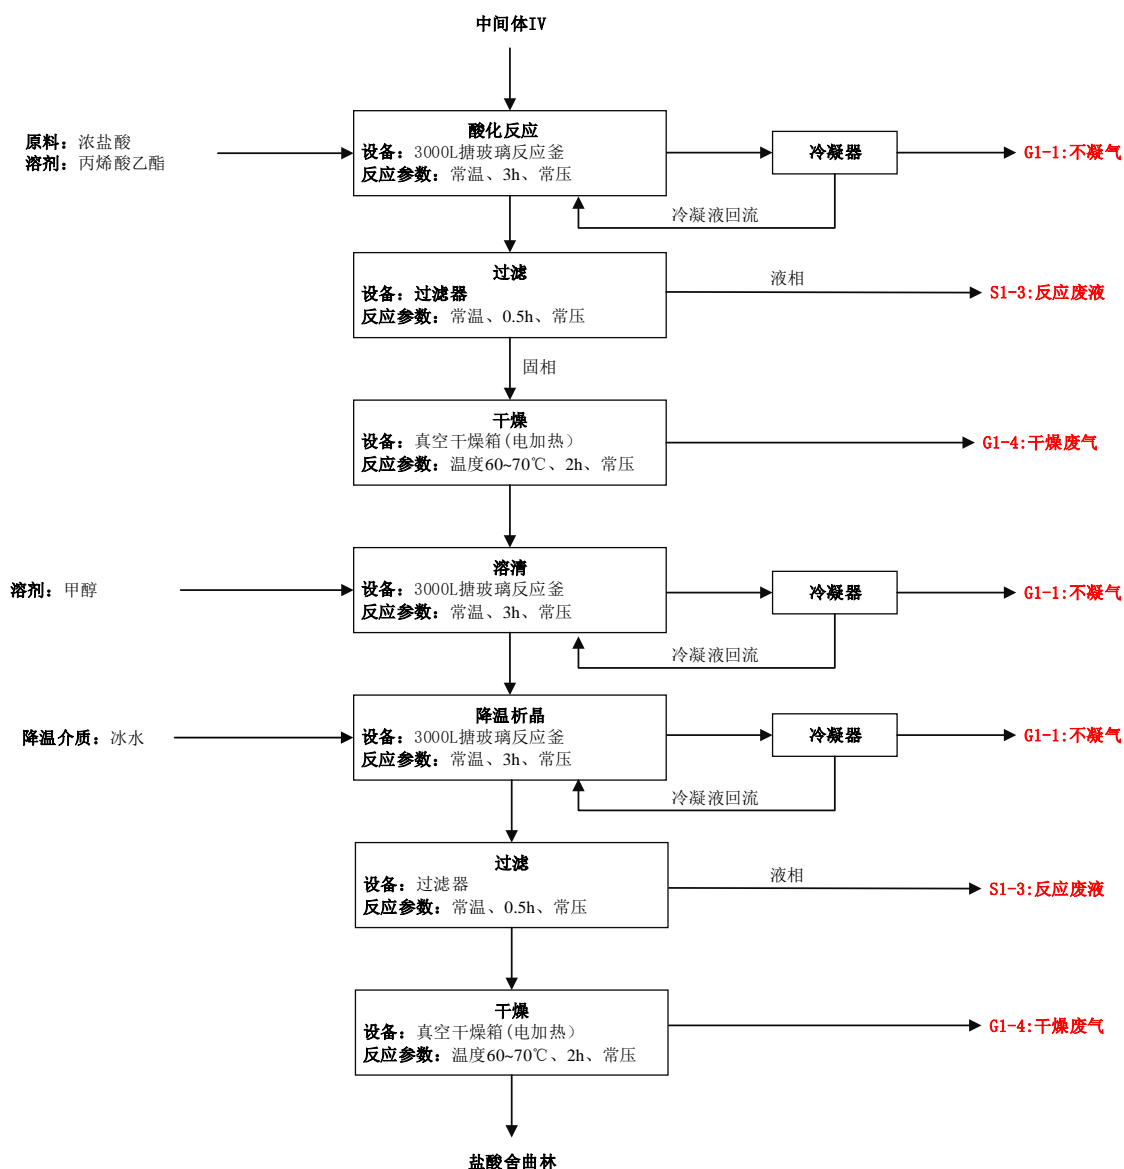 中间体IV
原料：浓盐酸
溶剂：丙烯酸乙酯
酸化反应
设备：3000L搪玻璃反应釜
反应参数：常温、3h、常压
冷凝器
G1-1:不凝气
冷凝液回流
过滤
设备：过滤器
反应参数：常温、0.5h、常压
液相
S1-3:反应废液
固相
干燥
设备：真空干燥箱(电加热）
反应参数：温度60~70℃、2h、常压
G1-4:干燥废气
溶剂：甲醇
溶清
设备：3000L搪玻璃反应釜
反应参数：常温、3h、常压
冷凝器
G1-1:不凝气
冷凝液回流
降温介质：冰水
降温析晶
设备：3000L搪玻璃反应釜
反应参数：常温、3h、常压
冷凝器
G1-1:不凝气
冷凝液回流
过滤
设备：过滤器
反应参数：常温、0.5h、常压
液相
S1-3:反应废液
干燥
设备：真空干燥箱(电加热）
反应参数：温度60~70℃、2h、常压
G1-4:干燥废气
盐酸舍曲林